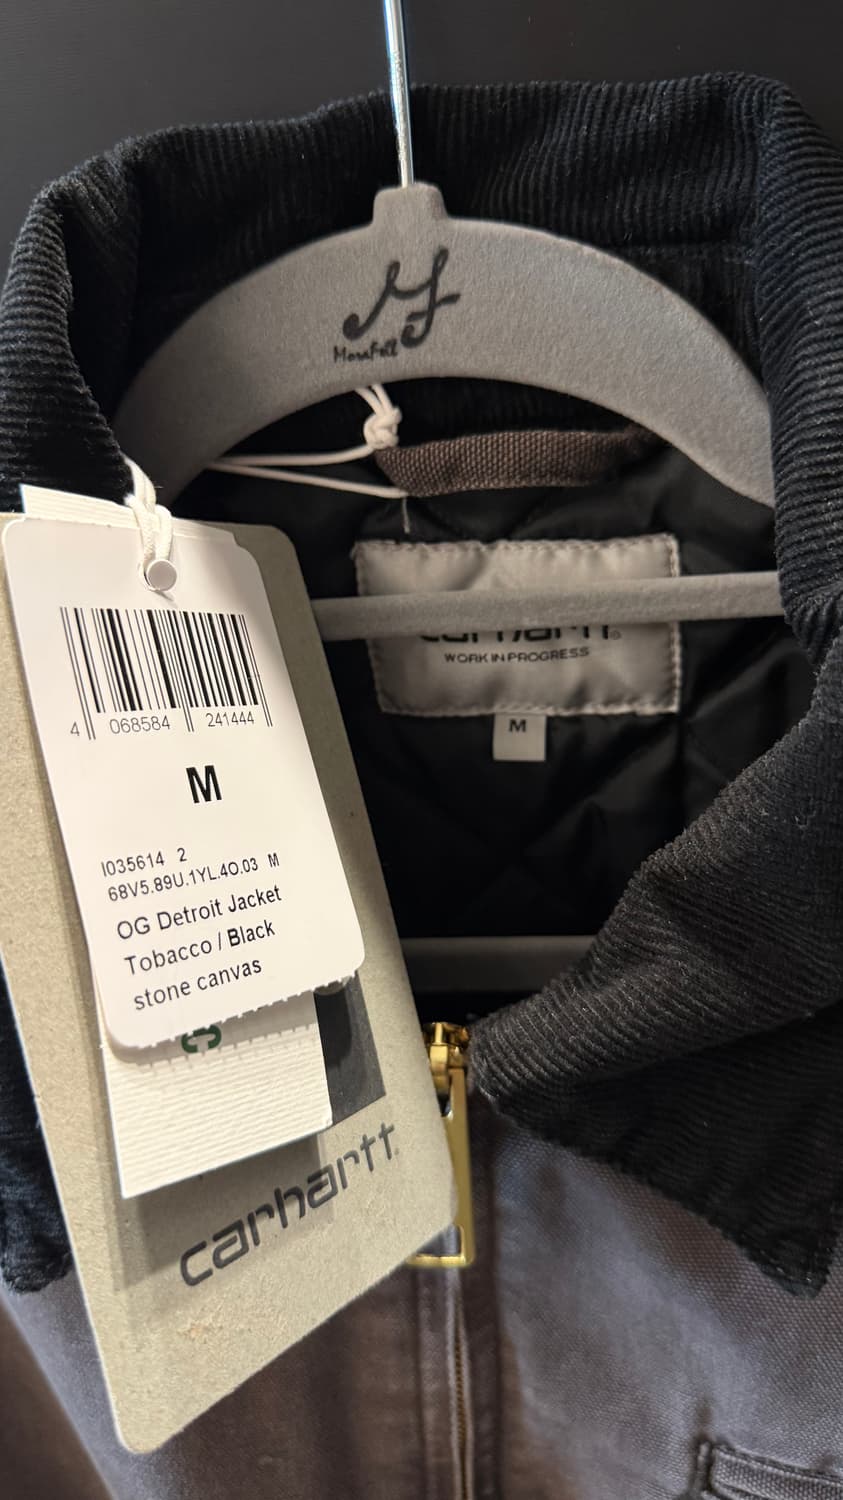 MoraFell
4 068584 241444
M
I035614 2
68V5.89U.1YL.4O.03 M
OG Detroit Jacket
Tobacco / Black
stone canvas
carhartt
WORK IN PROGRESS
M
carhartt